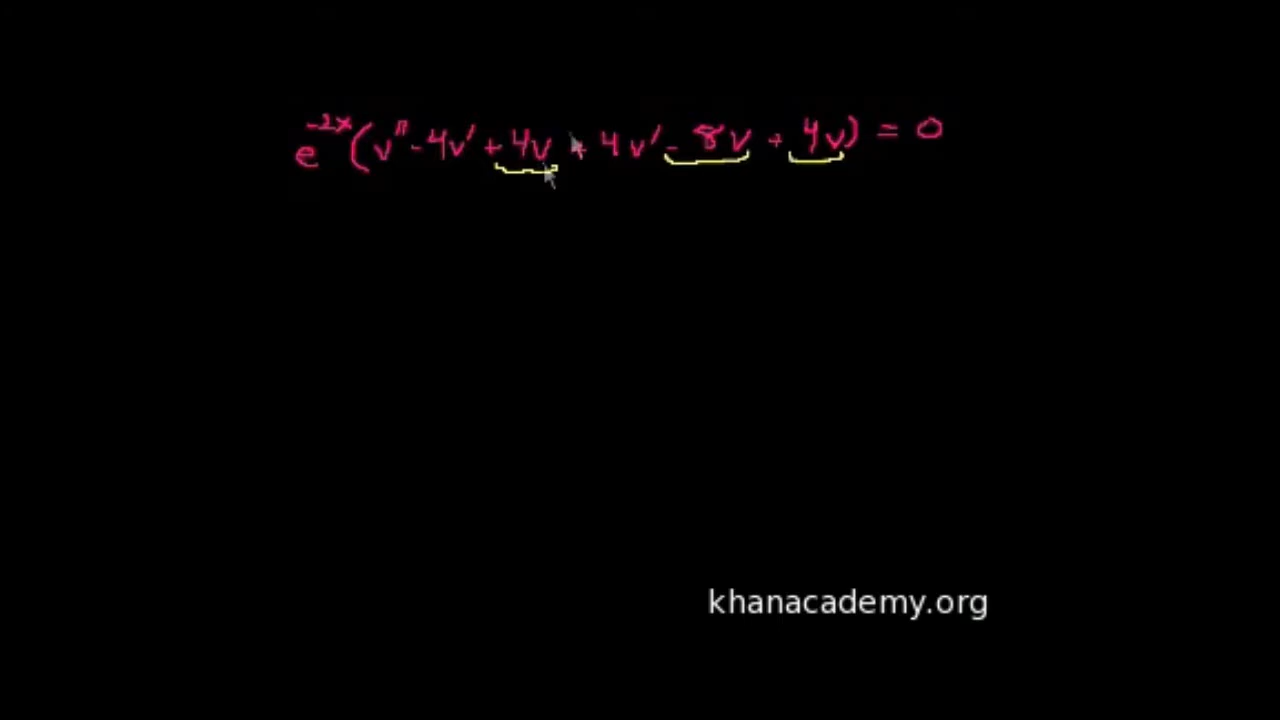 e^{-2x}(v'' - 4v' + 4v + 4v' - 8v + 4v) = 0
khanacademy.org